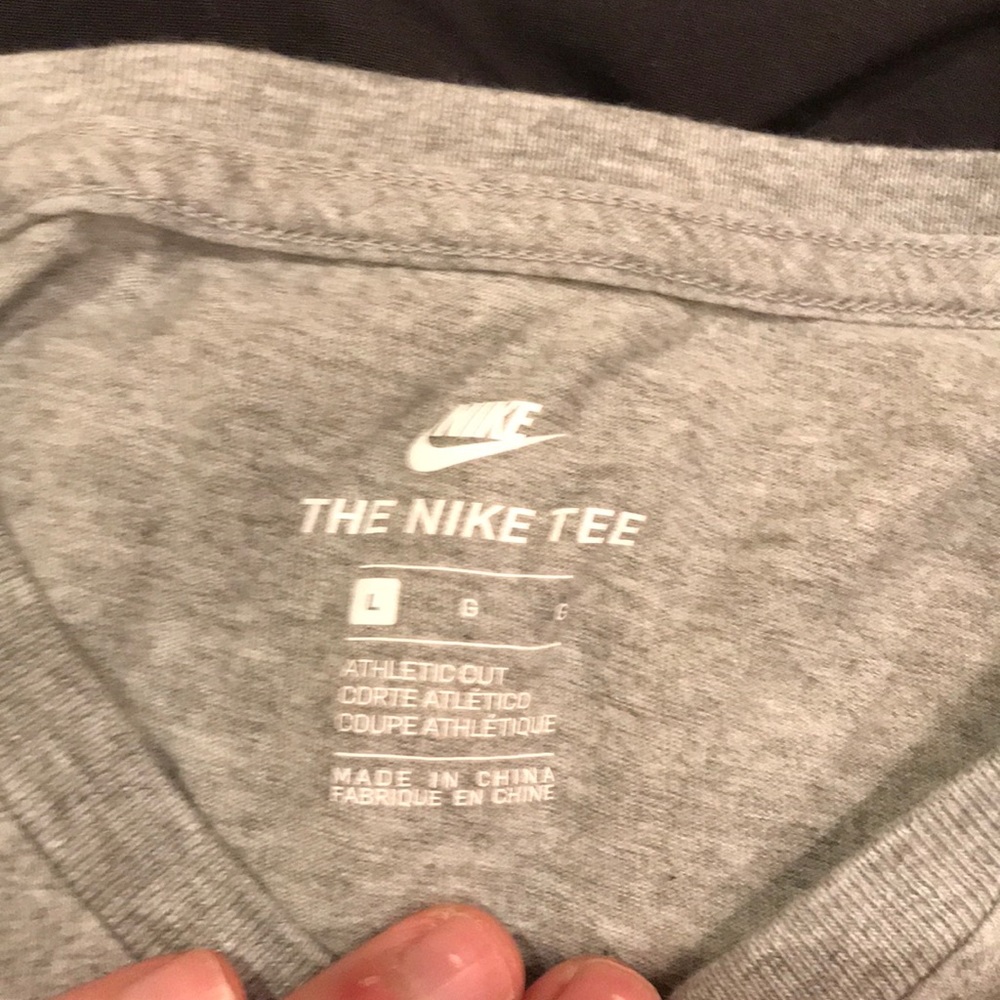 NIKE
THE NIKE TEE
L G G
ATHLETIC CUT
CORTE ATLÉTICO
COUPE ATHLÉTIQUE
MADE IN CHINA
FABRIQUE EN CHINE